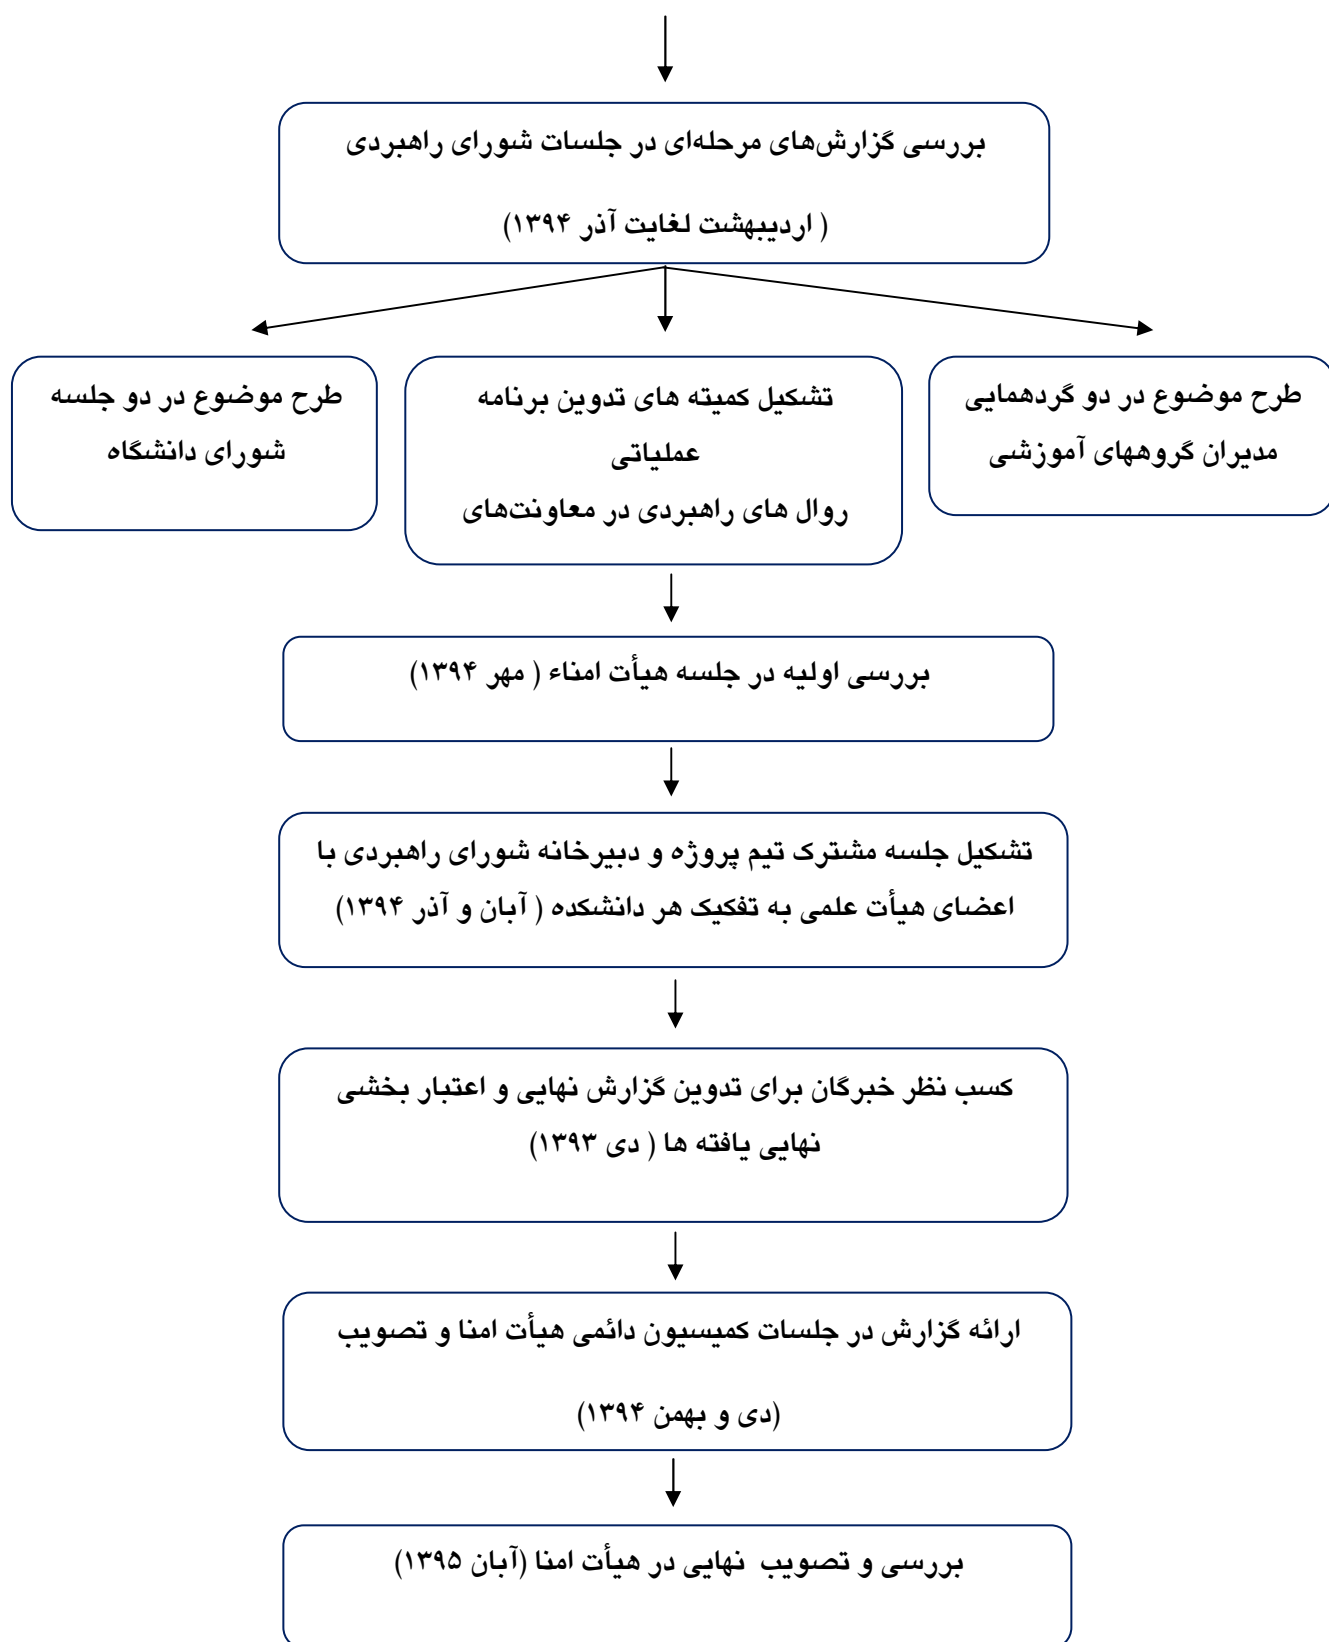 بررسی گزارش‌های مرحله‌ای در جلسات شورای راهبردی
( اردیبهشت لغایت آذر ۱۳۹۴)
طرح موضوع در دو گردهمایی
مدیران گروههای آموزشی
تشکیل کمیته های تدوین برنامه
عملیاتی
روال های راهبردی در معاونت‌های
طرح موضوع در دو جلسه
شورای دانشگاه
بررسی اولیه در جلسه هیأت امناء ( مهر ۱۳۹۴)
تشکیل جلسه مشترک تیم پروژه و دبیرخانه شورای راهبردی با
اعضای هیأت علمی به تفکیک هر دانشکده ( آبان و آذر ۱۳۹۴)
کسب نظر خبرگان برای تدوین گزارش نهایی و اعتبار بخشی
نهایی یافته ها ( دی ۱۳۹۳)
ارائه گزارش در جلسات کمیسیون دائمی هیأت امنا و تصویب
(دی و بهمن ۱۳۹۴)
بررسی و تصویب نهایی در هیأت امنا (آبان ۱۳۹۵)